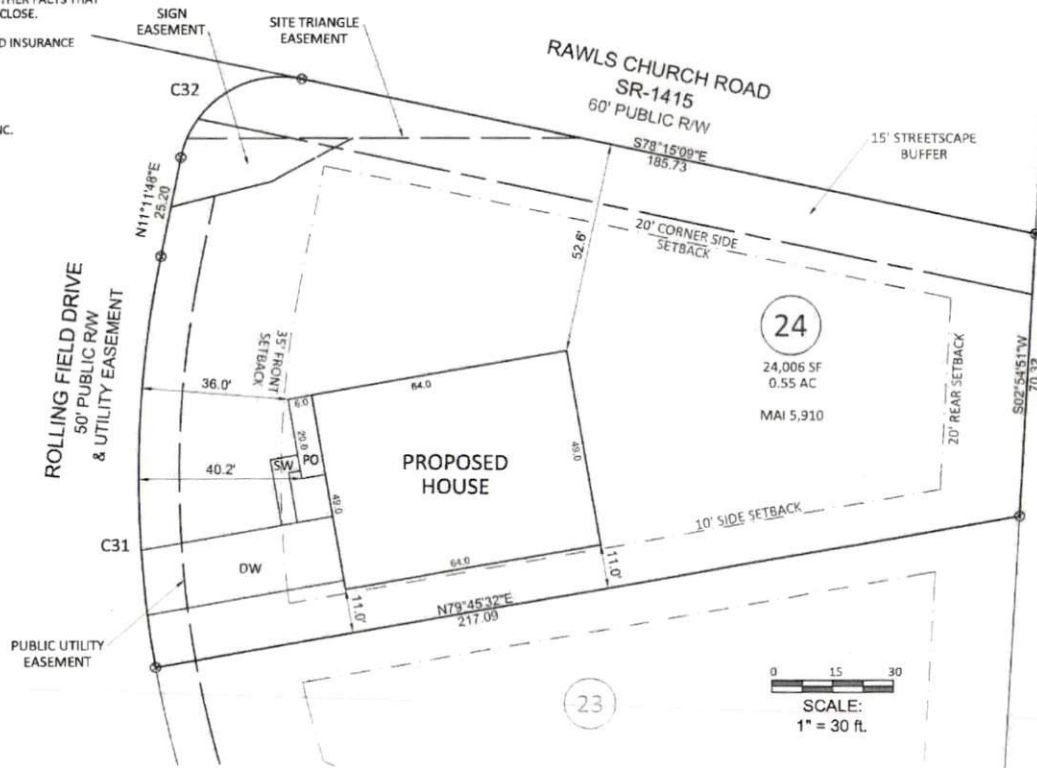 CLOSE.
D INSURANCE
NC.
SIGN
EASEMENT
SITE TRIANGLE
EASEMENT
C32
RAWLS CHURCH ROAD
SR-1415
60' PUBLIC R/W
S78°15'09"E
185.73
15' STREETSCAPE
BUFFER
N11°11'48"E
25.20
20' CORNER SIDE
SETBACK
52.6'
ROLLING FIELD DRIVE
50' PUBLIC R/W
& UTILITY EASEMENT
35' FRONT
SETBACK
36.0'
24
24,006 SF
0.55 AC
MAI 5,910
20' REAR SETBACK
S02°54'51"W
70.33
6.0
64.0
20.0
PO
SW
40.2'
49.0
PROPOSED
HOUSE
49.0
10' SIDE SETBACK
C31
DW
64.0
11.0'
11.0'
N79°45'32"E
217.09
PUBLIC UTILITY
EASEMENT
23
0 15 30
SCALE:
1" = 30 ft.